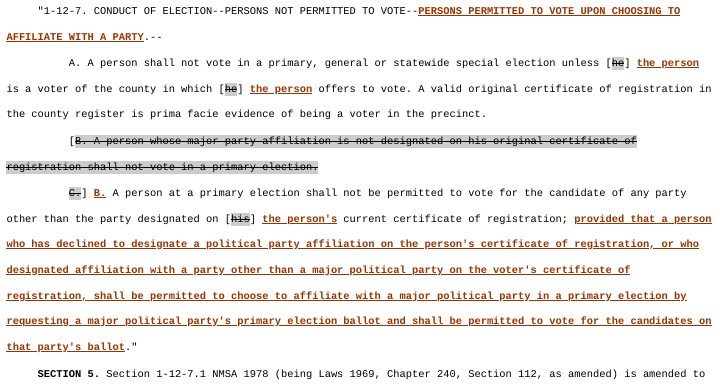 "1-12-7. CONDUCT OF ELECTION--PERSONS NOT PERMITTED TO VOTE--PERSONS PERMITTED TO VOTE UPON CHOOSING TO
AFFILIATE WITH A PARTY.--
A. A person shall not vote in a primary, general or statewide special election unless [he] the person
is a voter of the county in which [he] the person offers to vote. A valid original certificate of registration in
the county register is prima facie evidence of being a voter in the precinct.
[B. A person whose major party affiliation is not designated on his original certificate of
registration shall not vote in a primary election.
C.] B. A person at a primary election shall not be permitted to vote for the candidate of any party
other than the party designated on [his] the person's current certificate of registration; provided that a person
who has declined to designate a political party affiliation on the person's certificate of registration, or who
designated affiliation with a party other than a major political party on the voter's certificate of
registration, shall be permitted to choose to affiliate with a major political party in a primary election by
requesting a major political party's primary election ballot and shall be permitted to vote for the candidates on
that party's ballot."
SECTION 5. Section 1-12-7.1 NMSA 1978 (being Laws 1969, Chapter 240, Section 112, as amended) is amended to